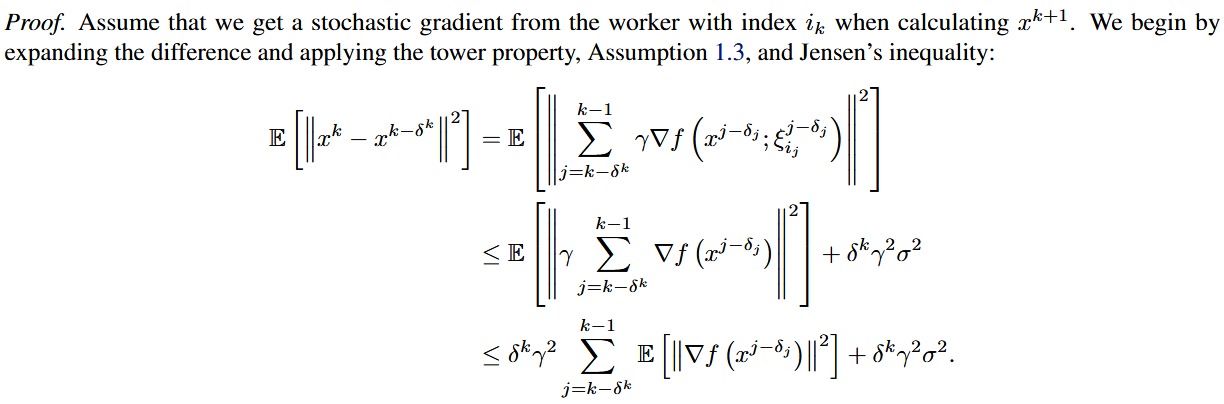 Proof. Assume that we get a stochastic gradient from the worker with index $i_k$ when calculating $x^{k+1}$. We begin by
expanding the difference and applying the tower property, Assumption 1.3, and Jensen's inequality:
$\mathbb{E}\left[\left\|x^k - x^{k-\delta^k}\right\|^2\right] = \mathbb{E}\left[\left\|\sum_{j=k-\delta^k}^{k-1} \gamma \nabla f\left(x^{j-\delta_j}; \xi_{i_j}^{j-\delta_j}\right)\right\|^2\right]$
$\leq \mathbb{E}\left[\left\|\gamma \sum_{j=k-\delta^k}^{k-1} \nabla f\left(x^{j-\delta_j}\right)\right\|^2\right] + \delta^k \gamma^2 \sigma^2$
$\leq \delta^k \gamma^2 \sum_{j=k-\delta^k}^{k-1} \mathbb{E}\left[\left\|\nabla f\left(x^{j-\delta_j}\right)\right\|^2\right] + \delta^k \gamma^2 \sigma^2.$